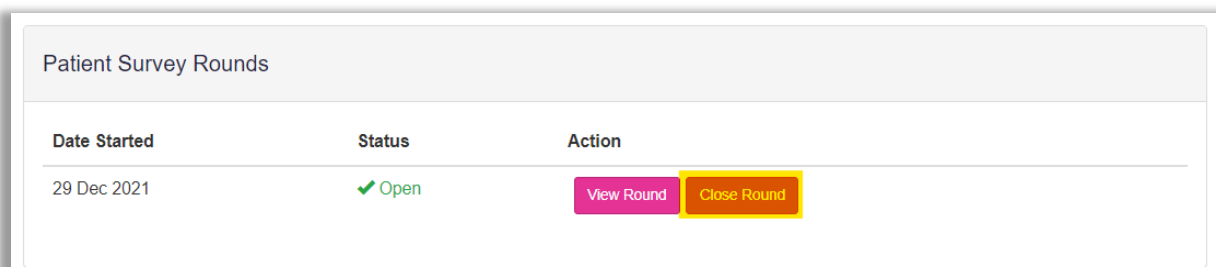 Patient Survey Rounds
Date Started Status Action
29 Dec 2021 Open View Round Close Round